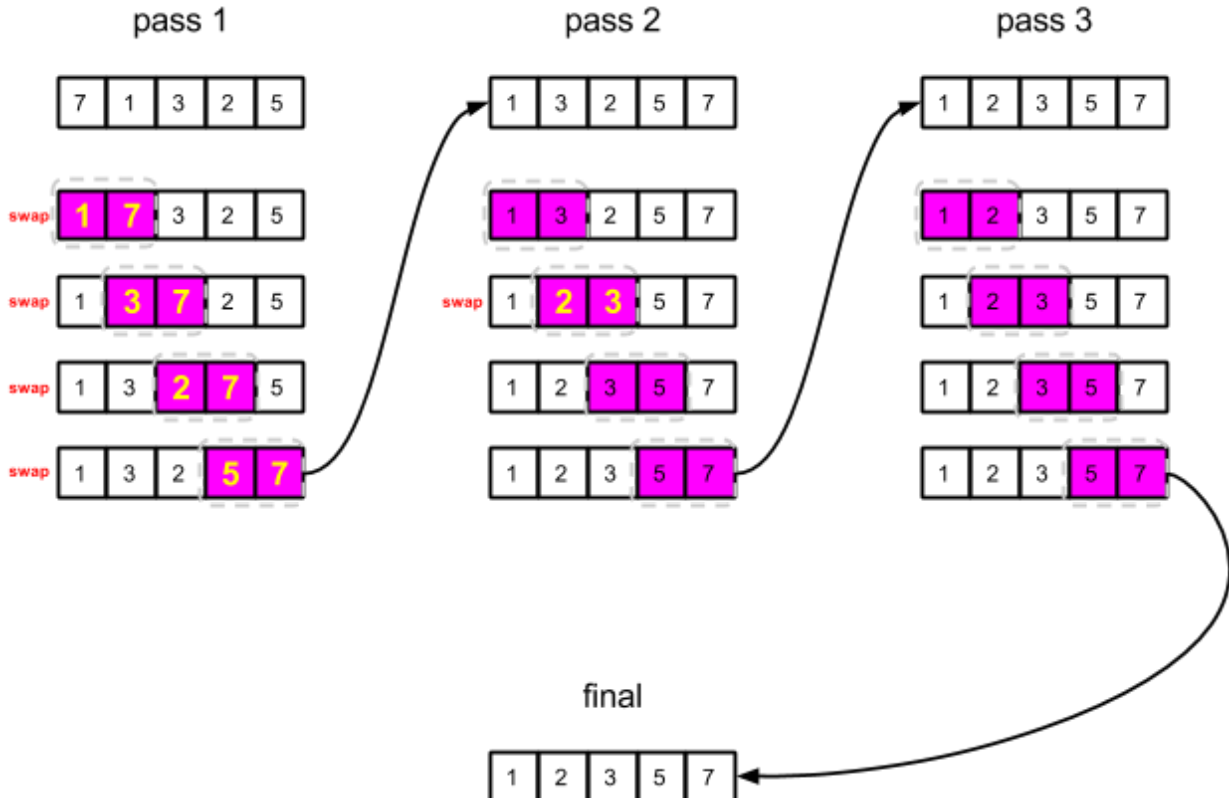 pass 1 pass 2 pass 3
7 1 3 2 5 1 3 2 5 7 1 2 3 5 7
swap 1 7 3 2 5 1 3 2 5 7 1 2 3 5 7
swap 1 3 7 2 5 swap 1 2 3 5 7 1 2 3 5 7
swap 1 3 2 7 5 1 2 3 5 7 1 2 3 5 7
swap 1 3 2 5 7 1 2 3 5 7 1 2 3 5 7
final
1 2 3 5 7